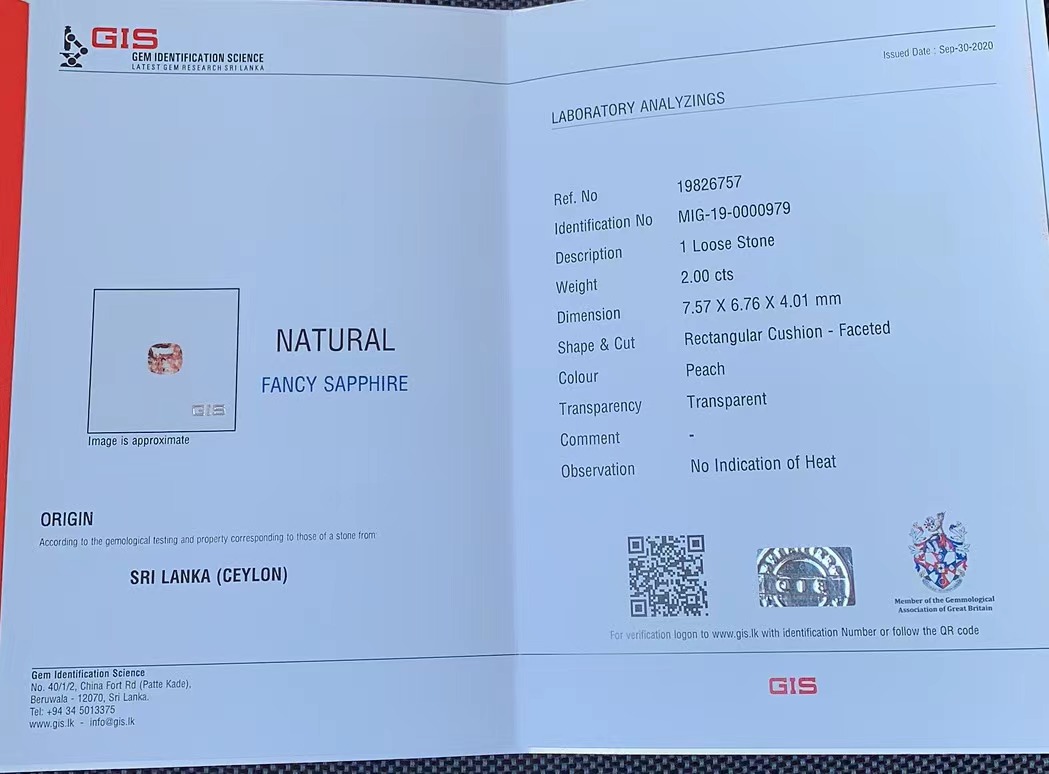 GIS
GEM IDENTIFICATION SCIENCE
LATEST GEM RESEARCH SRI LANKA
GIS
Image is approximate
NATURAL
FANCY SAPPHIRE
ORIGIN
According to the gemological testing and property corresponding to those of a stone from
SRI LANKA (CEYLON)
Gem Identification Science
No. 40/1/2, China Fort Rd (Patte Kade),
Beruwala - 12070, Sri Lanka.
Tel: +94 34 5013375
www.gis.lk - info@gis.lk
Issued Date : Sep-30-2020
LABORATORY ANALYZINGS
Ref. No 19826757
Identification No MIG-19-0000979
Description 1 Loose Stone
Weight 2.00 cts
Dimension 7.57 X 6.76 X 4.01 mm
Shape & Cut Rectangular Cushion - Faceted
Colour Peach
Transparency Transparent
Comment -
Observation No Indication of Heat
Member of the Gemmological
Association of Great Britain
For verification logon to www.gis.lk with identification Number or follow the QR code
GIS